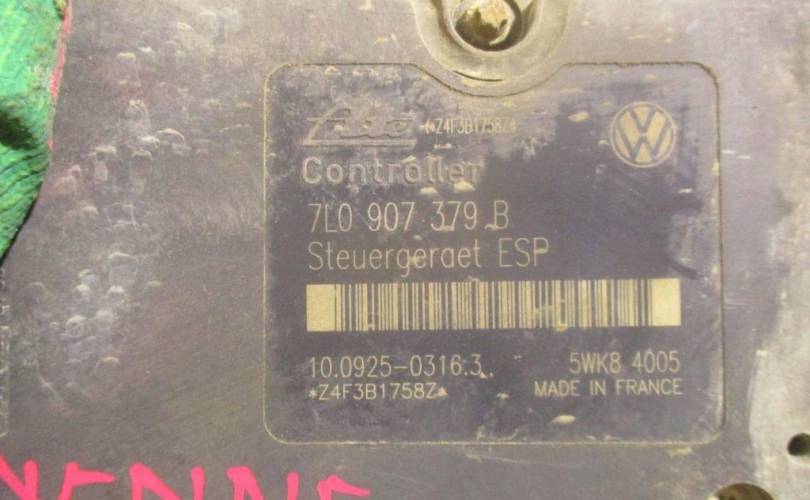 Ate *Z4F3B1758Z*
Controller
7L0 907 379 B
Steuergeraet ESP
10.0925-0316.3 5WK8 4005
*Z4F3B1758Z* MADE IN FRANCE